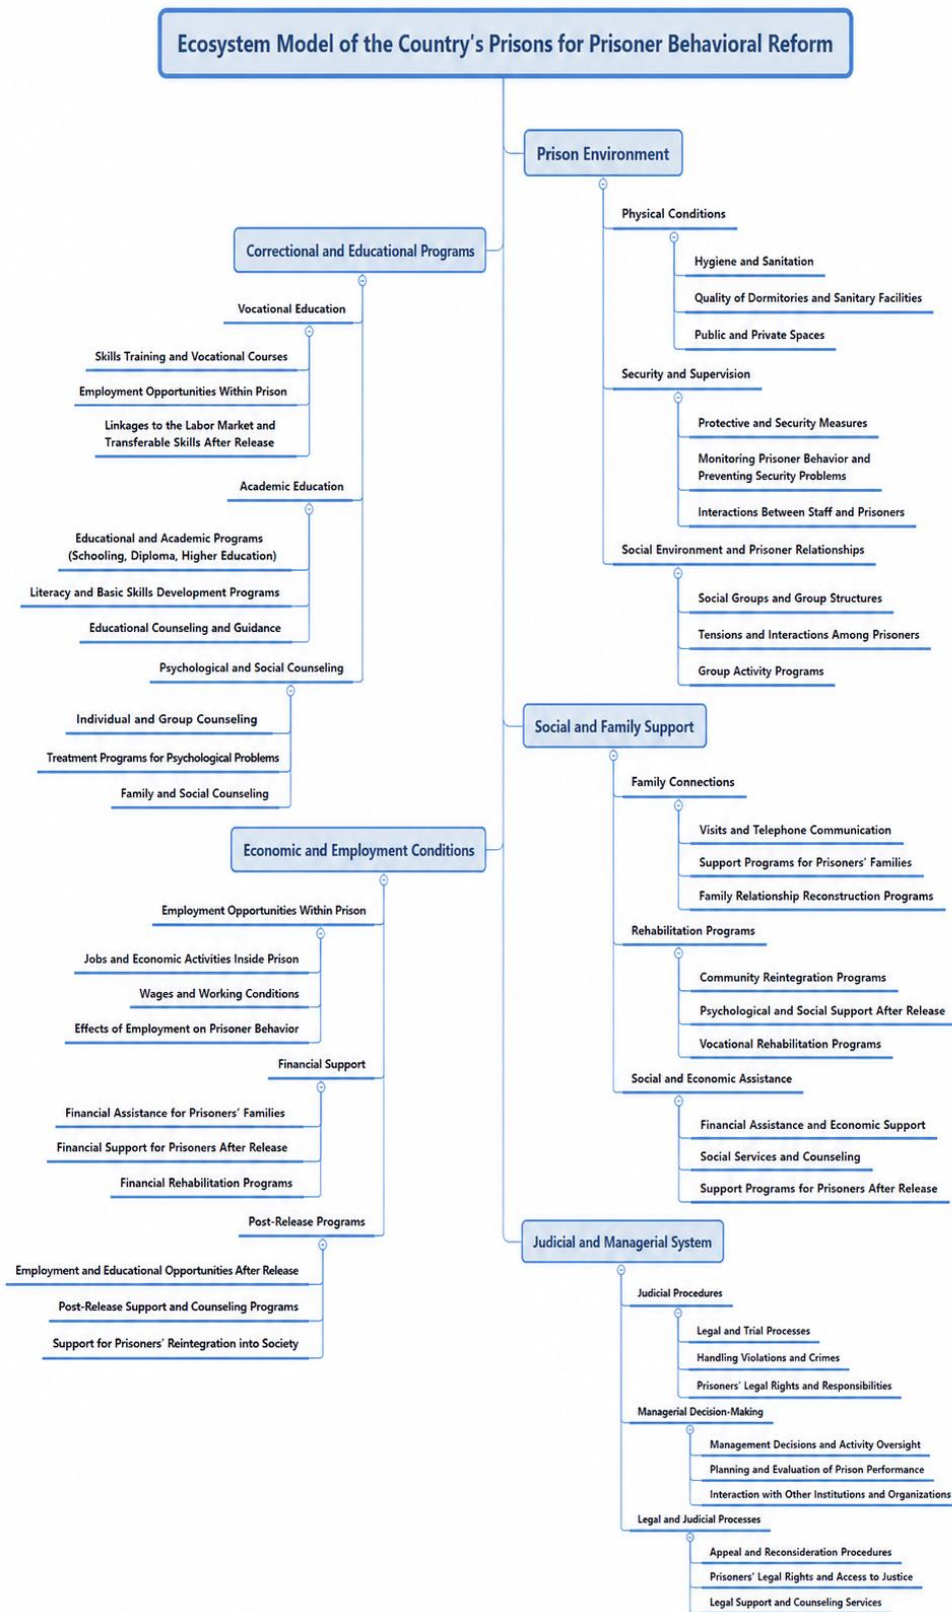 Ecosystem Model of the Country's Prisons for Prisoner Behavioral Reform
Prison Environment
Physical Conditions
Hygiene and Sanitation
Quality of Dormitories and Sanitary Facilities
Public and Private Spaces
Security and Supervision
Protective and Security Measures
Monitoring Prisoner Behavior and
Preventing Security Problems
Interactions Between Staff and Prisoners
Social Environment and Prisoner Relationships
Social Groups and Group Structures
Tensions and Interactions Among Prisoners
Group Activity Programs
Correctional and Educational Programs
Vocational Education
Skills Training and Vocational Courses
Employment Opportunities Within Prison
Linkages to the Labor Market and
Transferable Skills After Release
Academic Education
Educational and Academic Programs
(Schooling, Diploma, Higher Education)
Literacy and Basic Skills Development Programs
Educational Counseling and Guidance
Psychological and Social Counseling
Individual and Group Counseling
Treatment Programs for Psychological Problems
Family and Social Counseling
Social and Family Support
Family Connections
Visits and Telephone Communication
Support Programs for Prisoners' Families
Family Relationship Reconstruction Programs
Rehabilitation Programs
Community Reintegration Programs
Psychological and Social Support After Release
Vocational Rehabilitation Programs
Social and Economic Assistance
Financial Assistance and Economic Support
Social Services and Counseling
Support Programs for Prisoners After Release
Economic and Employment Conditions
Employment Opportunities Within Prison
Jobs and Economic Activities Inside Prison
Wages and Working Conditions
Effects of Employment on Prisoner Behavior
Financial Support
Financial Assistance for Prisoners' Families
Financial Support for Prisoners After Release
Financial Rehabilitation Programs
Post-Release Programs
Employment and Educational Opportunities After Release
Post-Release Support and Counseling Programs
Support for Prisoners' Reintegration into Society
Judicial and Managerial System
Judicial Procedures
Legal and Trial Processes
Handling Violations and Crimes
Prisoners' Legal Rights and Responsibilities
Managerial Decision-Making
Management Decisions and Activity Oversight
Planning and Evaluation of Prison Performance
Interaction with Other Institutions and Organizations
Legal and Judicial Processes
Appeal and Reconsideration Procedures
Prisoners' Legal Rights and Access to Justice
Legal Support and Counseling Services